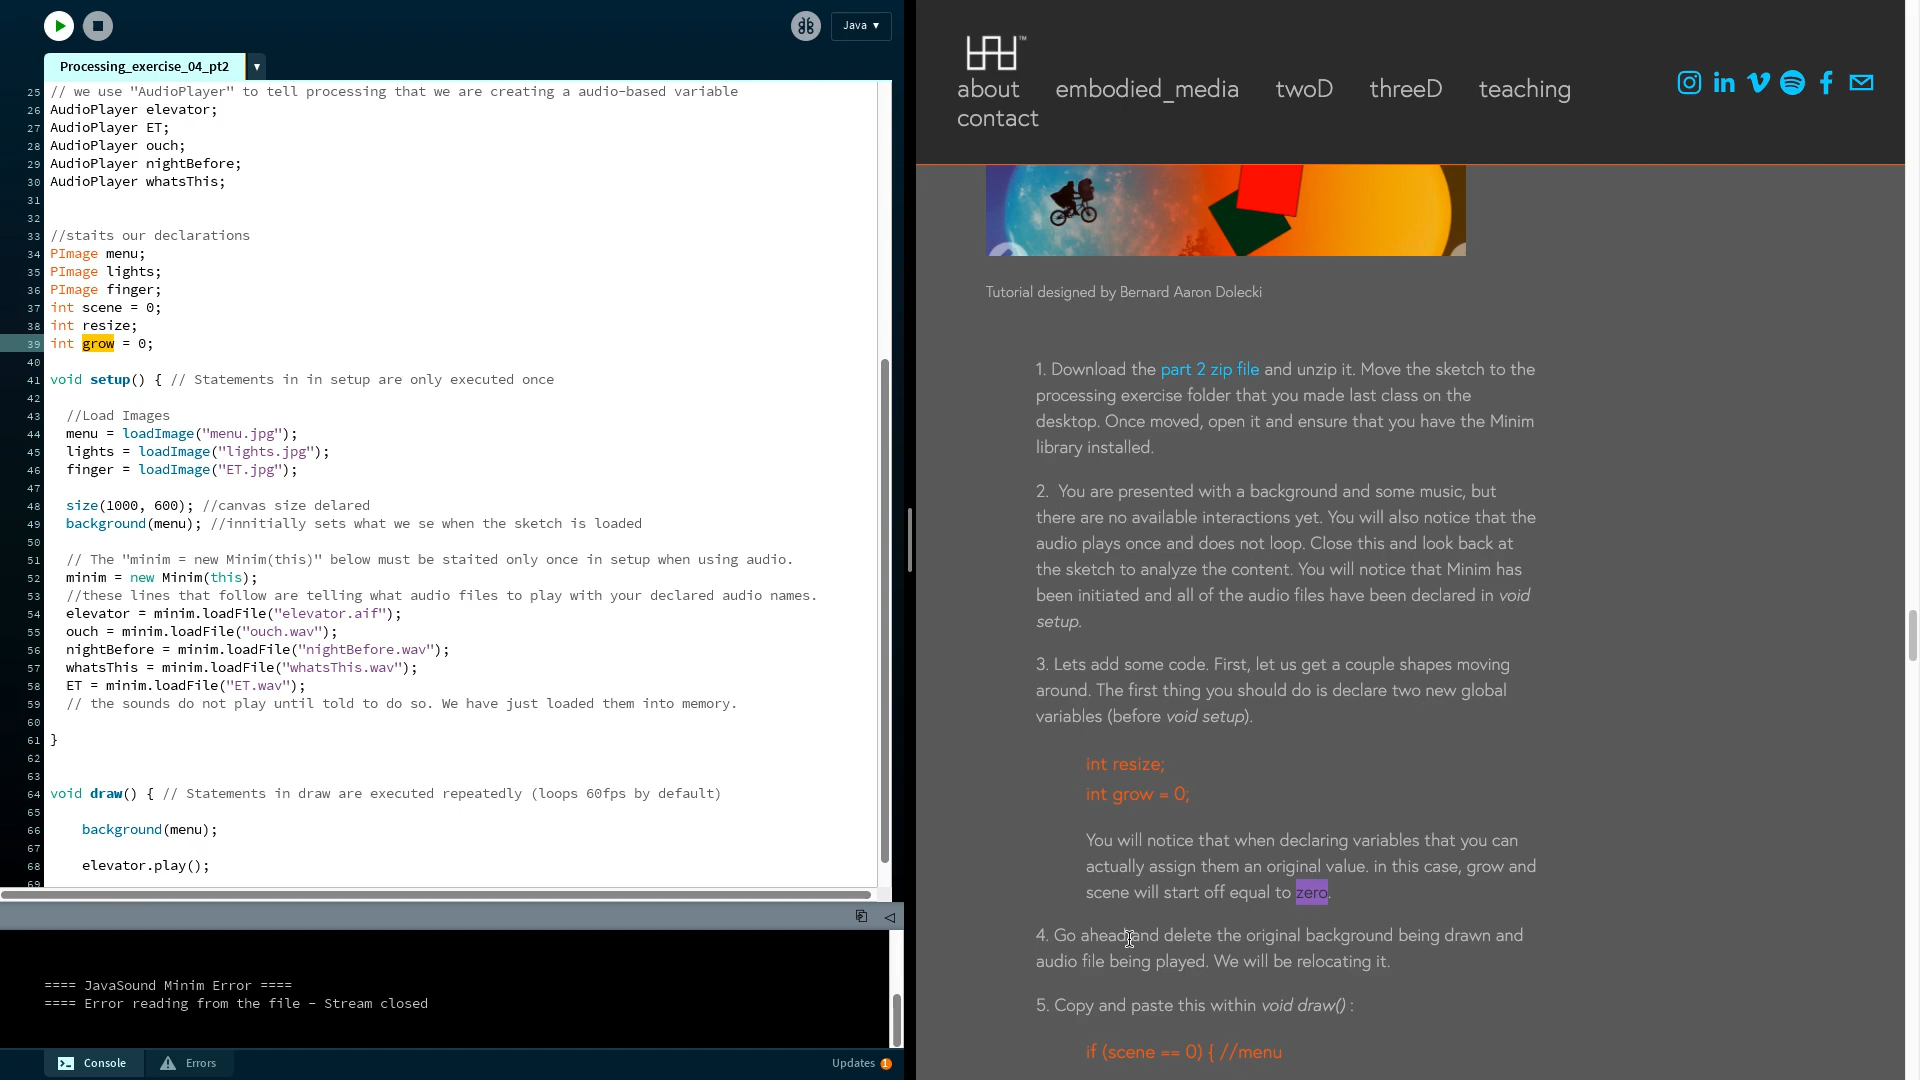 Java ▾
Processing_exercise_04_pt2
▾
25 // we use "AudioPlayer" to tell processing that we are creating a audio-based variable
26 AudioPlayer elevator;
27 AudioPlayer ET;
28 AudioPlayer ouch;
29 AudioPlayer nightBefore;
30 AudioPlayer whatsThis;
31
32
33 //staits our declarations
34 PImage menu;
35 PImage lights;
36 PImage finger;
37 int scene = 0;
38 int resize;
39 int grow = 0;
40
41 void setup() { // Statements in in setup are only executed once
42
43 //Load Images
44 menu = loadImage("menu.jpg");
45 lights = loadImage("lights.jpg");
46 finger = loadImage("ET.jpg");
47
48 size(1000, 600); //canvas size delared
49 background(menu); //innitially sets what we se when the sketch is loaded
50
51 // The "minim = new Minim(this)" below must be staited only once in setup when using audio.
52 minim = new Minim(this);
53 //these lines that follow are telling what audio files to play with your declared audio names.
54 elevator = minim.loadFile("elevator.aif");
55 ouch = minim.loadFile("ouch.wav");
56 nightBefore = minim.loadFile("nightBefore.wav");
57 whatsThis = minim.loadFile("whatsThis.wav");
58 ET = minim.loadFile("ET.wav");
59 // the sounds do not play until told to do so. We have just loaded them into memory.
60
61 }
62
63
64 void draw() { // Statements in draw are executed repeatedly (loops 60fps by default)
65
66 background(menu);
67
68 elevator.play();
69
==== JavaSound Minim Error ====
==== Error reading from the file - Stream closed
Console
Errors
Updates 1
™
about embodied_media twoD threeD teaching
contact
Tutorial designed by Bernard Aaron Dolecki
1. Download the part 2 zip file and unzip it. Move the sketch to the
processing exercise folder that you made last class on the
desktop. Once moved, open it and ensure that you have the Minim
library installed.
2. You are presented with a background and some music, but
there are no available interactions yet. You will also notice that the
audio plays once and does not loop. Close this and look back at
the sketch to analyze the content. You will notice that Minim has
been initiated and all of the audio files have been declared in void
setup.
3. Lets add some code. First, let us get a couple shapes moving
around. The first thing you should do is declare two new global
variables (before void setup).
int resize;
int grow = 0;
You will notice that when declaring variables that you can
actually assign them an original value. in this case, grow and
scene will start off equal to zero.
4. Go ahead and delete the original background being drawn and
audio file being played. We will be relocating it.
5. Copy and paste this within void draw() :
if (scene == 0) { //menu